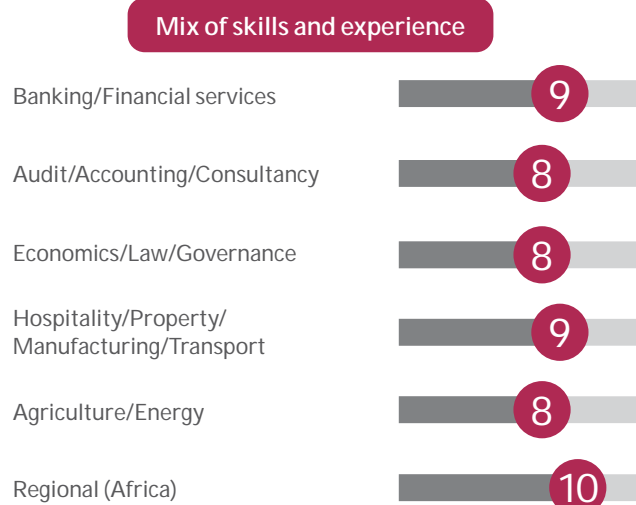 Mix of skills and experience
Banking/Financial services 9
Audit/Accounting/Consultancy 8
Economics/Law/Governance 8
Hospitality/Property/
Manufacturing/Transport 9
Agriculture/Energy 8
Regional (Africa) 10